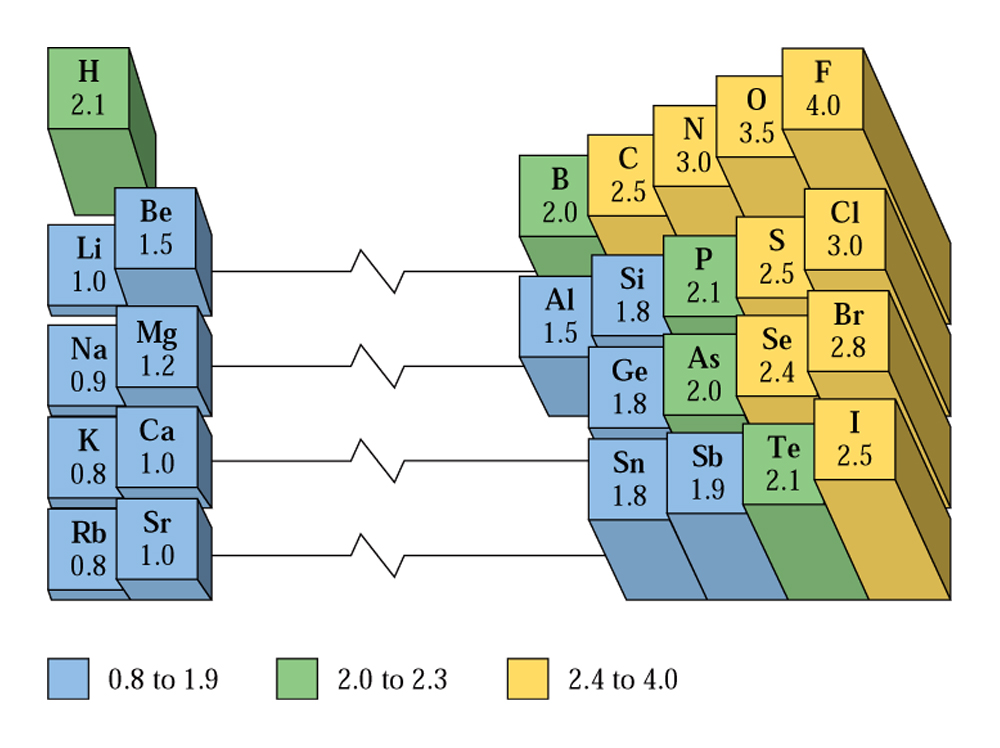 H
2.1
Be
1.5
Li
1.0
Mg
1.2
Na
0.9
Ca
1.0
K
0.8
Sr
1.0
Rb
0.8
F
4.0
O
3.5
N
3.0
C
2.5
B
2.0
Cl
3.0
S
2.5
P
2.1
Si
1.8
Al
1.5
Br
2.8
Se
2.4
As
2.0
Ge
1.8
I
2.5
Te
2.1
Sb
1.9
Sn
1.8
0.8 to 1.9
2.0 to 2.3
2.4 to 4.0